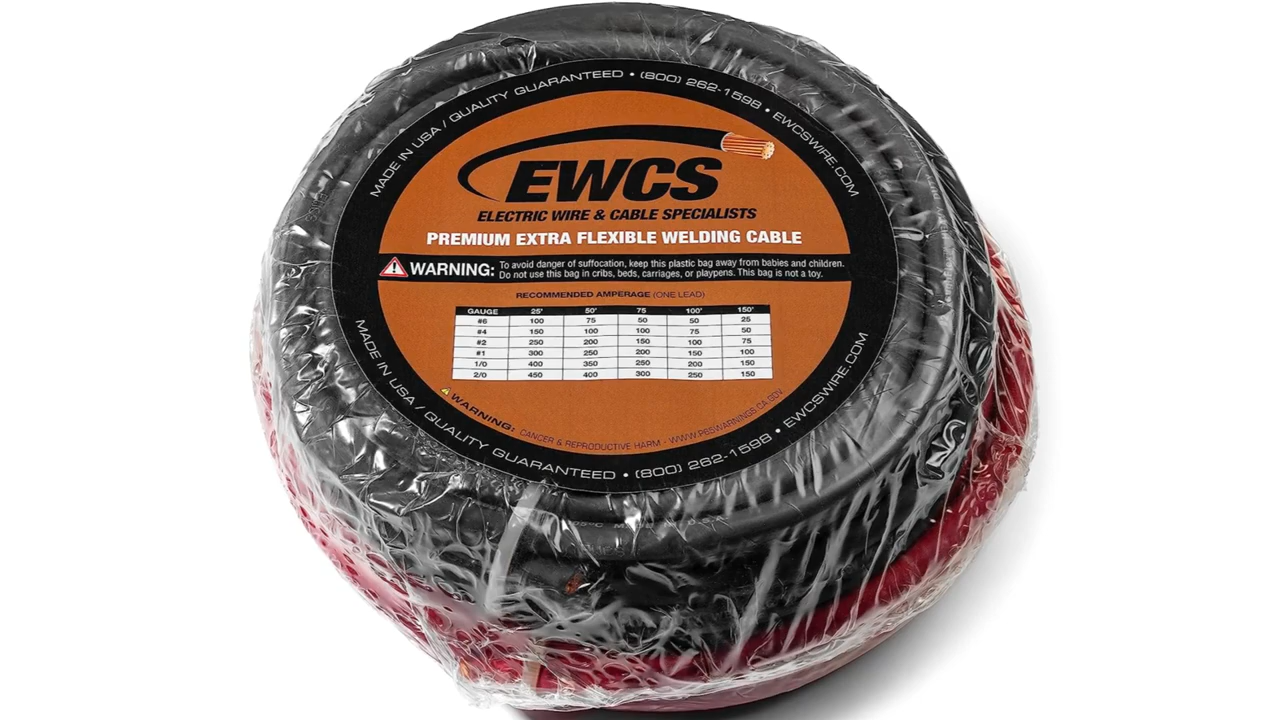 MADE IN USA / QUALITY GUARANTEED • (800) 262-1598 • EWCSWIRE.COM
EWCS
ELECTRIC WIRE & CABLE SPECIALISTS
PREMIUM EXTRA FLEXIBLE WELDING CABLE
WARNING: To avoid danger of suffocation, keep this plastic bag away from babies and children.
Do not use this bag in cribs, beds, carriages, or playpens. This bag is not a toy.
RECOMMENDED AMPERAGE (ONE LEAD)
GAUGE 25' 50' 75 100' 150'
#6 100 75 50 50 25
#4 150 100 100 75 50
#2 250 200 150 100 75
#1 300 250 200 150 100
1/0 400 350 250 200 150
2/0 450 400 300 250 150
WARNING: CANCER & REPRODUCTIVE HARM - WWW.P65WARNINGS.CA.GOV
MADE IN USA / QUALITY GUARANTEED • (800) 262-1598 • EWCSWIRE.COM